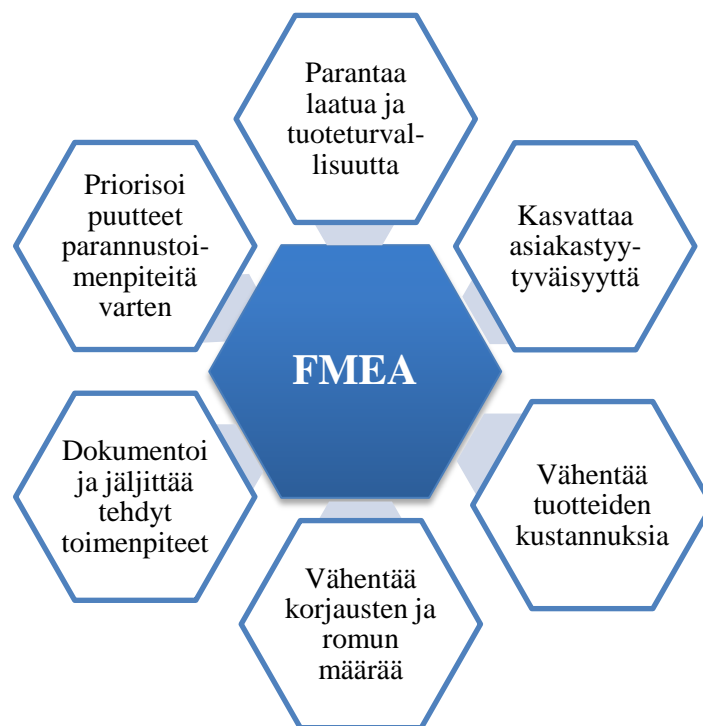 Parantaa
laatua ja
tuoteturval-
lisuutta
Kasvattaa
asiakastyy-
tyväisyyttä
Vähentää
tuotteiden
kustannuksia
Vähentää
korjausten ja
romun
määrää
Dokumentoi
ja jäljittää
tehdyt
toimenpiteet
Priorisoi
puutteet
parannustoi-
menpiteitä
varten
FMEA